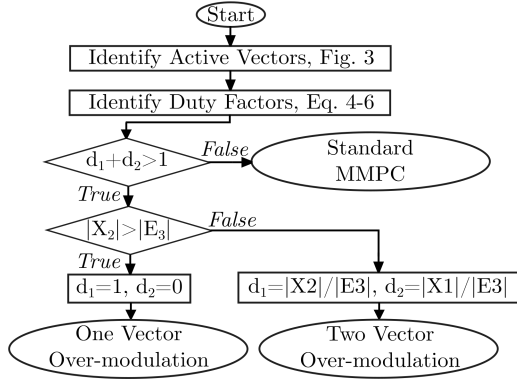 Start
Identify Active Vectors, Fig. 3
Identify Duty Factors, Eq. 4-6
d₁+d₂>1
False
Standard
MMPC
True
|X₂|>|E₃|
False
True
d₁=1, d₂=0
d₁=|X2|/|E3|, d₂=|X1|/|E3|
One Vector
Over-modulation
Two Vector
Over-modulation